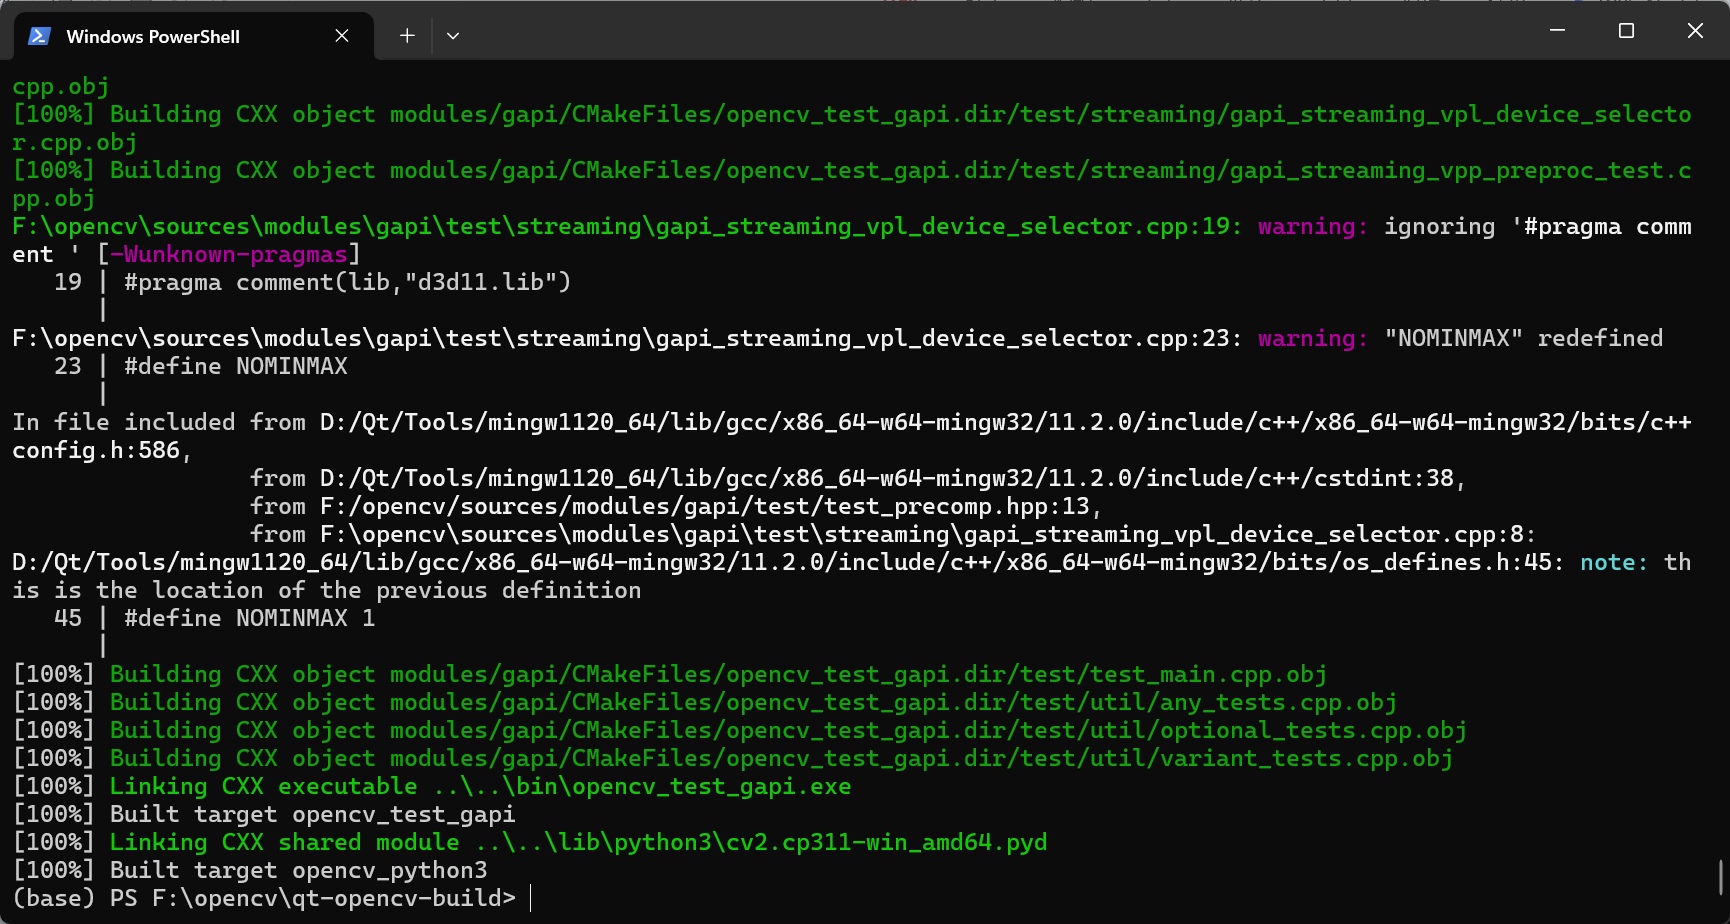 Windows PowerShell
cpp.obj
[100%] Building CXX object modules/gapi/CMakeFiles/opencv_test_gapi.dir/test/streaming/gapi_streaming_vpl_device_selecto
r.cpp.obj
[100%] Building CXX object modules/gapi/CMakeFiles/opencv_test_gapi.dir/test/streaming/gapi_streaming_vpp_preproc_test.c
pp.obj
F:\opencv\sources\modules\gapi\test\streaming\gapi_streaming_vpl_device_selector.cpp:19: warning: ignoring '#pragma comm
ent ' [-Wunknown-pragmas]
   19 | #pragma comment(lib,"d3d11.lib")
      |
F:\opencv\sources\modules\gapi\test\streaming\gapi_streaming_vpl_device_selector.cpp:23: warning: "NOMINMAX" redefined
   23 | #define NOMINMAX
      |
In file included from D:/Qt/Tools/mingw1120_64/lib/gcc/x86_64-w64-mingw32/11.2.0/include/c++/x86_64-w64-mingw32/bits/c++
config.h:586,
                 from D:/Qt/Tools/mingw1120_64/lib/gcc/x86_64-w64-mingw32/11.2.0/include/c++/cstdint:38,
                 from F:/opencv/sources/modules/gapi/test/test_precomp.hpp:13,
                 from F:\opencv\sources\modules\gapi\test\streaming\gapi_streaming_vpl_device_selector.cpp:8:
D:/Qt/Tools/mingw1120_64/lib/gcc/x86_64-w64-mingw32/11.2.0/include/c++/x86_64-w64-mingw32/bits/os_defines.h:45: note: th
is is the location of the previous definition
   45 | #define NOMINMAX 1
      |
[100%] Building CXX object modules/gapi/CMakeFiles/opencv_test_gapi.dir/test/test_main.cpp.obj
[100%] Building CXX object modules/gapi/CMakeFiles/opencv_test_gapi.dir/test/util/any_tests.cpp.obj
[100%] Building CXX object modules/gapi/CMakeFiles/opencv_test_gapi.dir/test/util/optional_tests.cpp.obj
[100%] Building CXX object modules/gapi/CMakeFiles/opencv_test_gapi.dir/test/util/variant_tests.cpp.obj
[100%] Linking CXX executable ..\..\bin\opencv_test_gapi.exe
[100%] Built target opencv_test_gapi
[100%] Linking CXX shared module ..\..\lib\python3\cv2.cp311-win_amd64.pyd
[100%] Built target opencv_python3
(base) PS F:\opencv\qt-opencv-build>